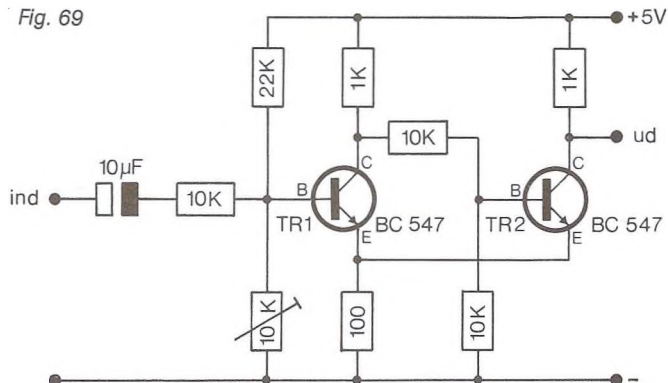 Fig. 69
+5V
22K
1K
1K
10K
ud
10µF
C
C
ind
10K
B
B
TR1
BC 547
TR2
BC 547
E
E
10 K
100
10K
-